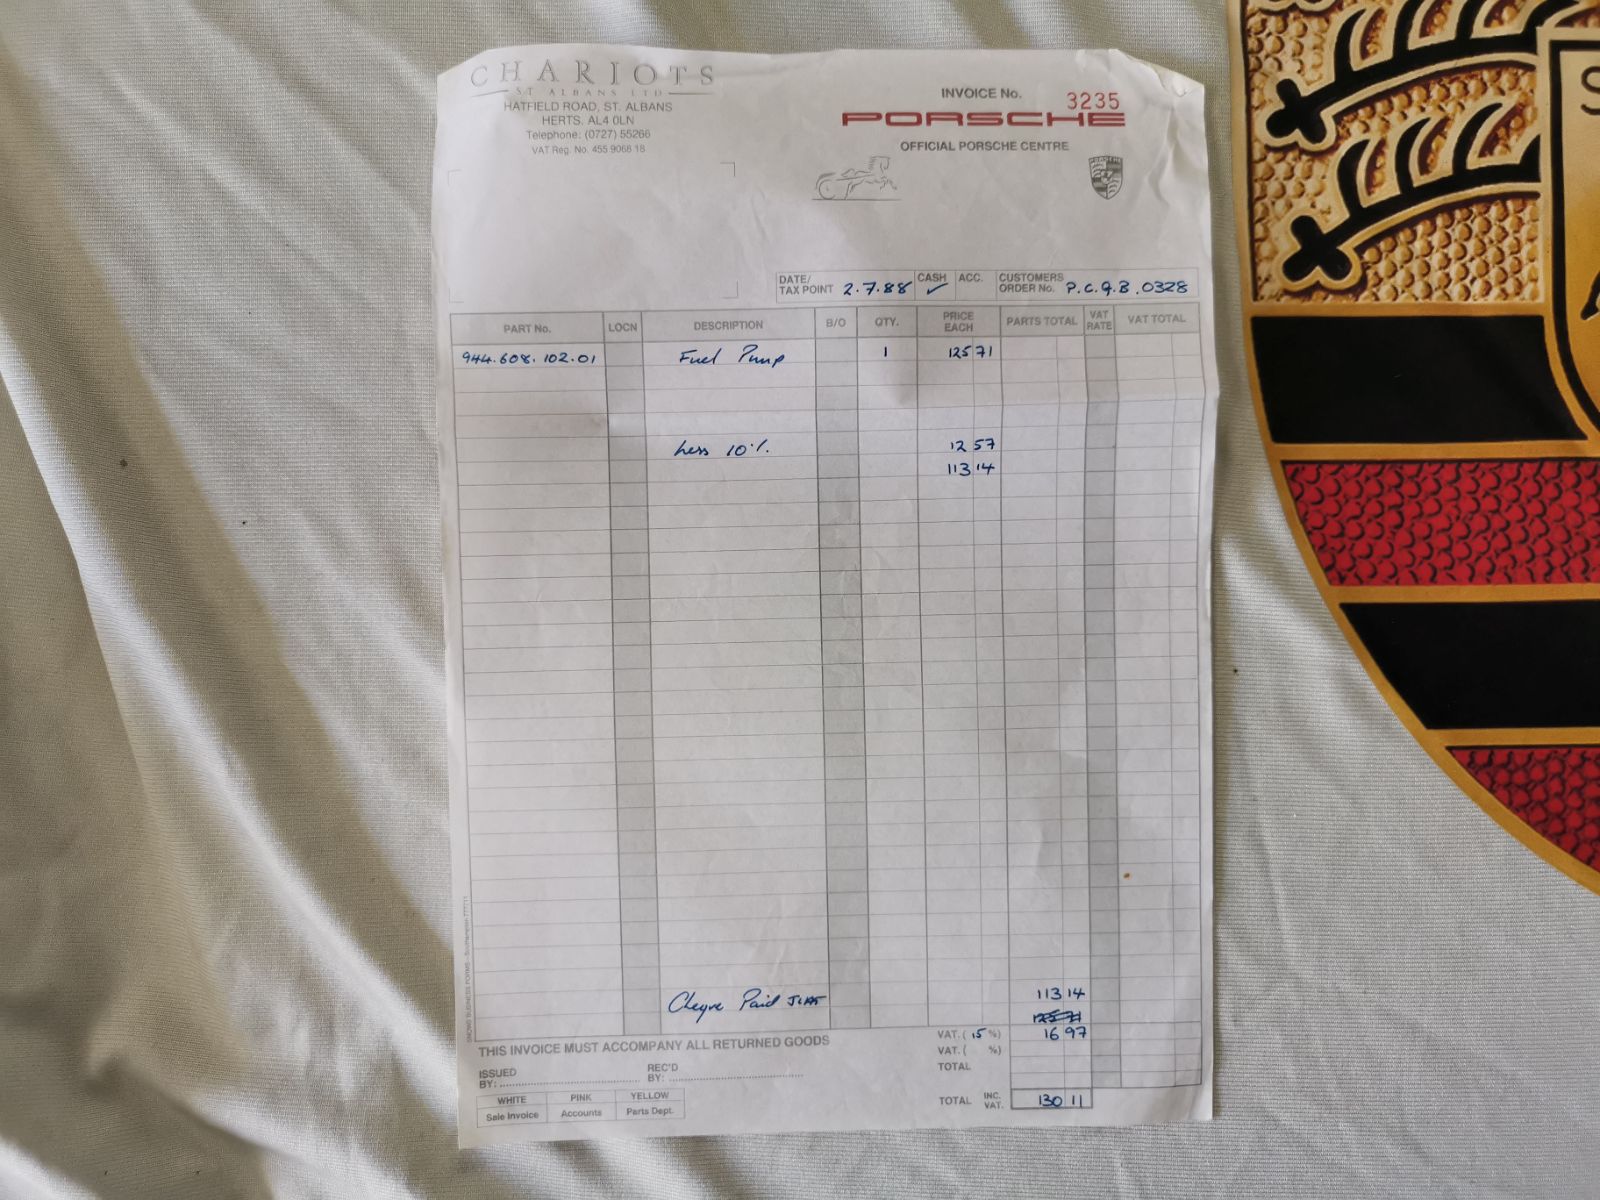 CHARIOTS
ST ALBANS LTD
HATFIELD ROAD, ST. ALBANS
HERTS. AL4 0LN
Telephone: (0727) 55266
VAT Reg. No. 455 9068 18
INVOICE No. 3235
PORSCHE
OFFICIAL PORSCHE CENTRE
PORSCHE
DATE/ TAX POINT 2.7.88 CASH ✓ ACC. CUSTOMERS ORDER No. P.C.G.B. 0328
PART No. LOCN DESCRIPTION B/O QTY. PRICE EACH PARTS TOTAL VAT RATE VAT TOTAL
944.608.102.01 Fuel Pump 1 125 71
Less 10%. 12 57
113 14
Cheque Paid 113 14
125 71
VAT. ( 15 %) 16 97
THIS INVOICE MUST ACCOMPANY ALL RETURNED GOODS
VAT. ( %)
TOTAL
ISSUED BY: REC'D BY:
WHITE PINK YELLOW
Sale Invoice Accounts Parts Dept.
TOTAL INC. VAT. 130 11
S